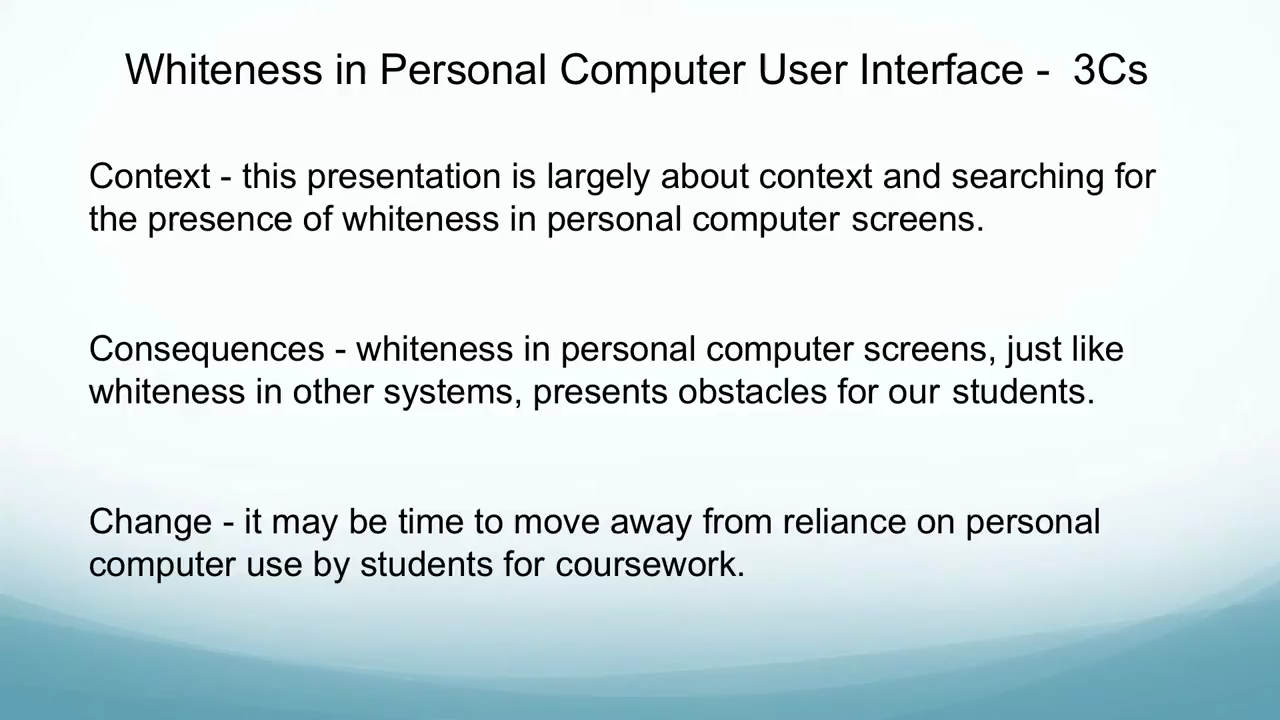 Whiteness in Personal Computer User Interface - 3Cs
Context - this presentation is largely about context and searching for
the presence of whiteness in personal computer screens.
Consequences - whiteness in personal computer screens, just like
whiteness in other systems, presents obstacles for our students.
Change - it may be time to move away from reliance on personal
computer use by students for coursework.